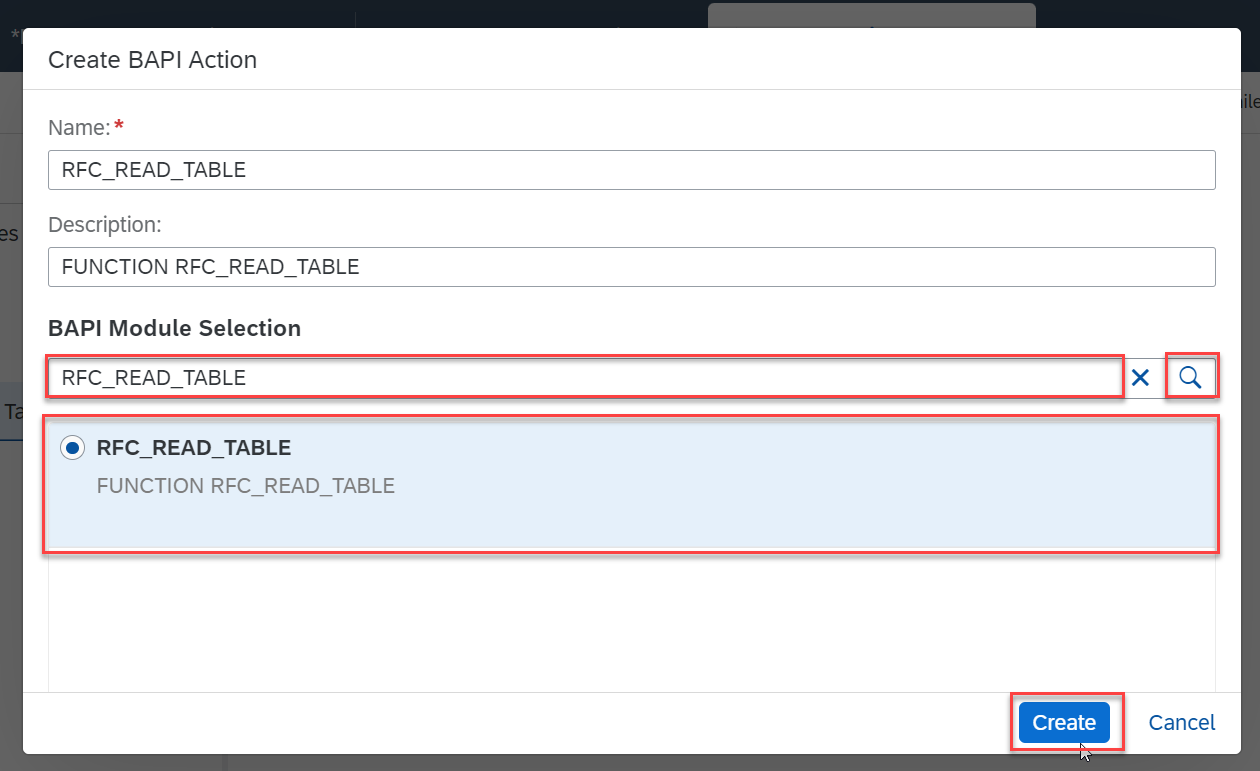 Create BAPI Action
Name:*
RFC_READ_TABLE
Description:
FUNCTION RFC_READ_TABLE
BAPI Module Selection
RFC_READ_TABLE
RFC_READ_TABLE
FUNCTION RFC_READ_TABLE
Create
Cancel